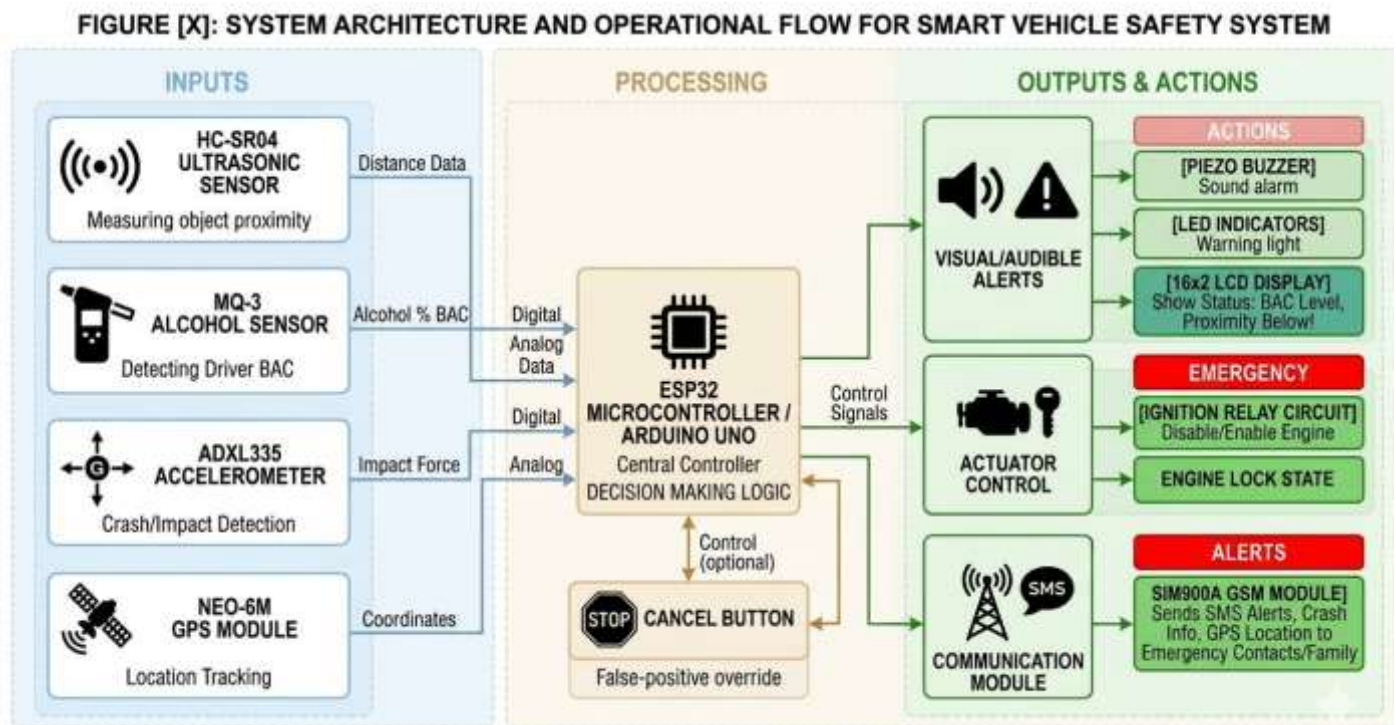 FIGURE [X]: SYSTEM ARCHITECTURE AND OPERATIONAL FLOW FOR SMART VEHICLE SAFETY SYSTEM
INPUTS
HC-SR04
ULTRASONIC
SENSOR
Measuring object proximity
Distance Data
MQ-3
ALCOHOL SENSOR
Detecting Driver BAC
Alcohol % BAC
ADXL335
ACCELEROMETER
Crash/Impact Detection
Impact Force
NEO-6M
GPS MODULE
Location Tracking
Coordinates
PROCESSING
Digital
Analog
Data
Digital
Analog
ESP32
MICROCONTROLLER /
ARDUINO UNO
Central Controller
DECISION MAKING LOGIC
Control
(optional)
STOP
CANCEL BUTTON
False-positive override
Control
Signals
OUTPUTS & ACTIONS
VISUAL/AUDIBLE
ALERTS
ACTIONS
[PIEZO BUZZER]
Sound alarm
[LED INDICATORS]
Warning light
[16x2 LCD DISPLAY]
Show Status: BAC Level,
Proximity Below!
ACTUATOR
CONTROL
EMERGENCY
[IGNITION RELAY CIRCUIT]
Disable/Enable Engine
ENGINE LOCK STATE
SMS
COMMUNICATION
MODULE
ALERTS
SIM900A GSM MODULE]
Sends SMS Alerts, Crash
Info, GPS Location to
Emergency Contacts/Family